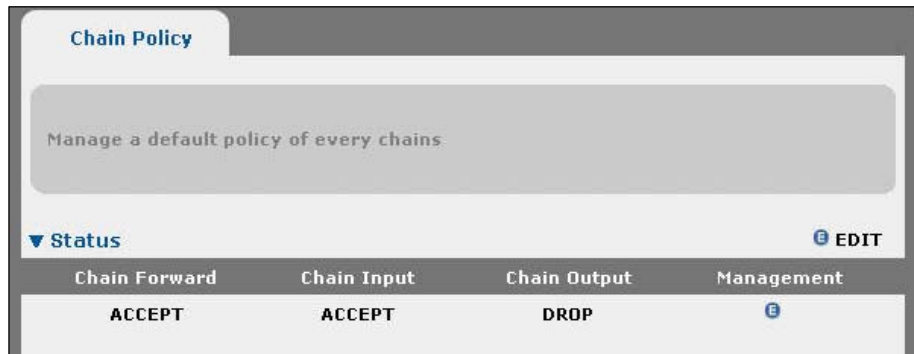 Chain Policy
Manage a default policy of every chains
▼ Status
E EDIT
Chain Forward Chain Input Chain Output Management
ACCEPT ACCEPT DROP E